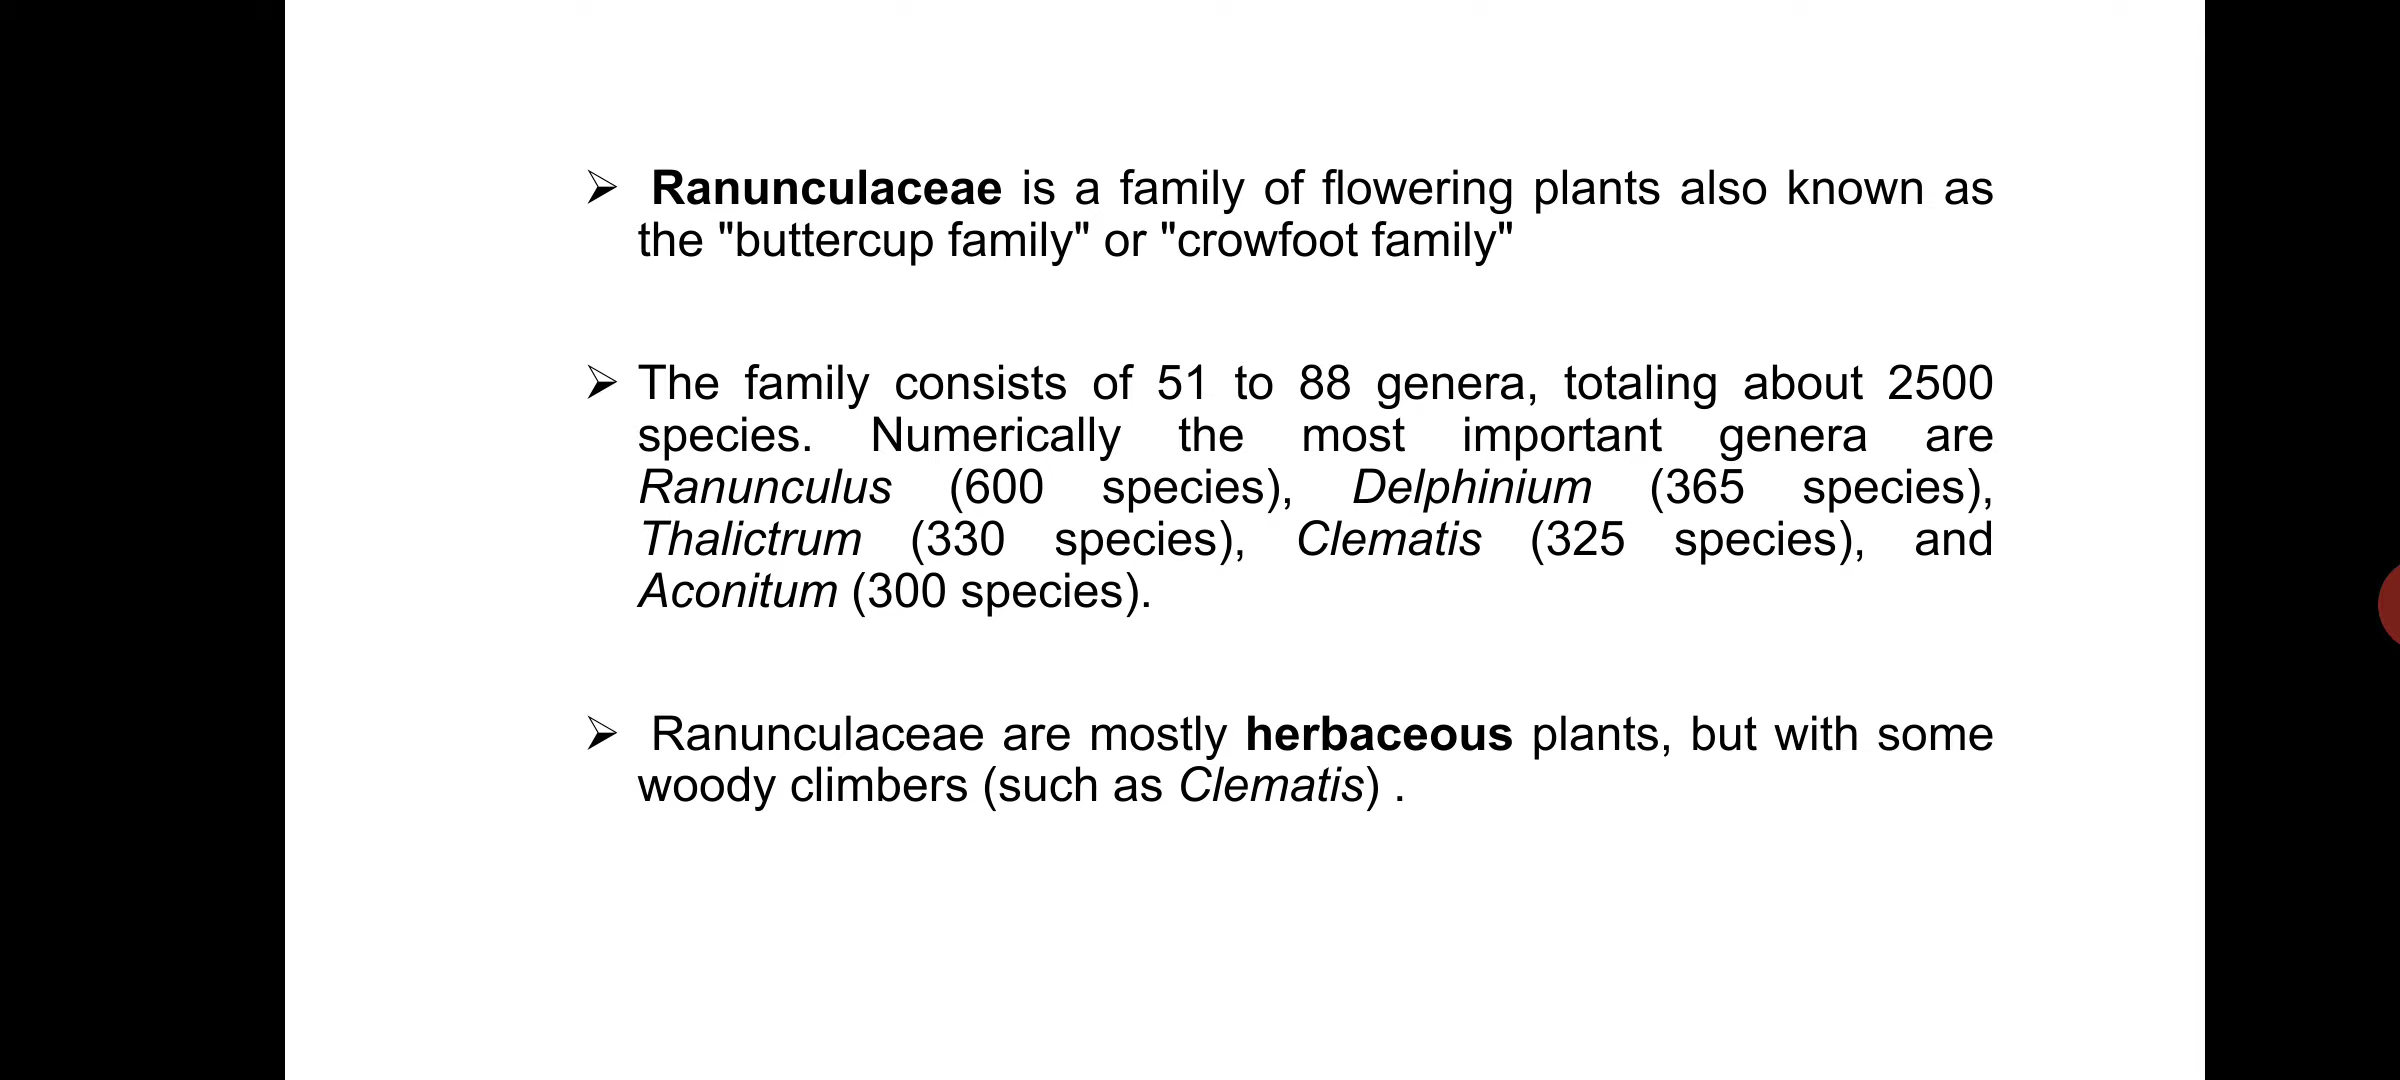 ➢ Ranunculaceae is a family of flowering plants also known as
the "buttercup family" or "crowfoot family"
➢ The family consists of 51 to 88 genera, totaling about 2500
species. Numerically the most important genera are
Ranunculus (600 species), Delphinium (365 species),
Thalictrum (330 species), Clematis (325 species), and
Aconitum (300 species).
➢ Ranunculaceae are mostly herbaceous plants, but with some
woody climbers (such as Clematis) .